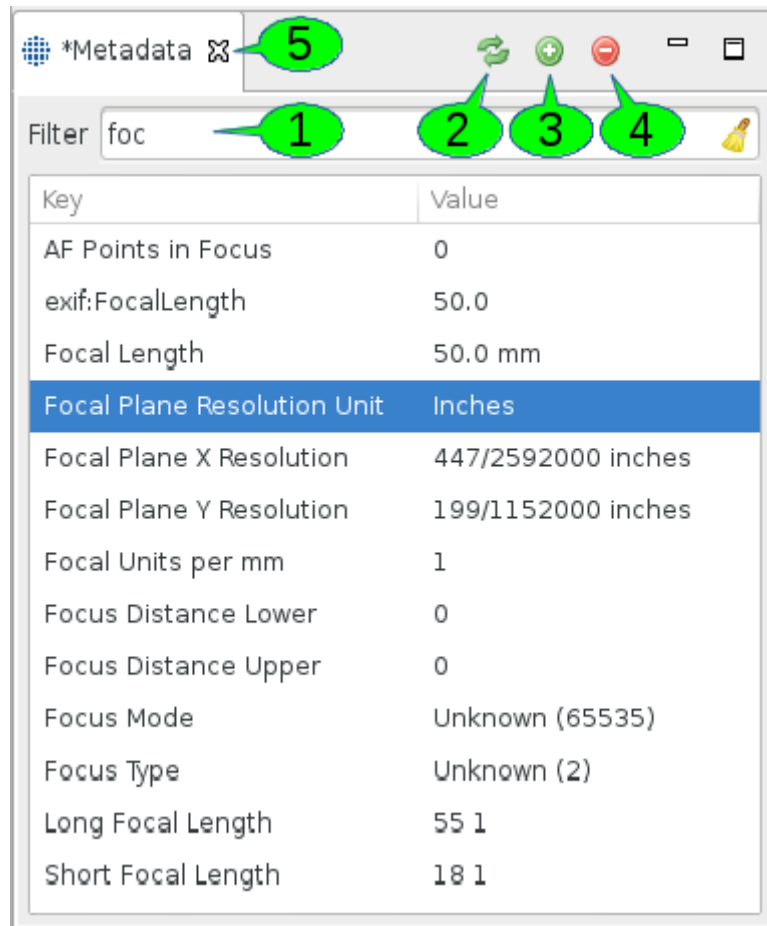 *Metadata 5
2 3 4
Filter foc 1
Key Value
AF Points in Focus 0
exif:FocalLength 50.0
Focal Length 50.0 mm
Focal Plane Resolution Unit Inches
Focal Plane X Resolution 447/2592000 inches
Focal Plane Y Resolution 199/1152000 inches
Focal Units per mm 1
Focus Distance Lower 0
Focus Distance Upper 0
Focus Mode Unknown (65535)
Focus Type Unknown (2)
Long Focal Length 55 1
Short Focal Length 18 1